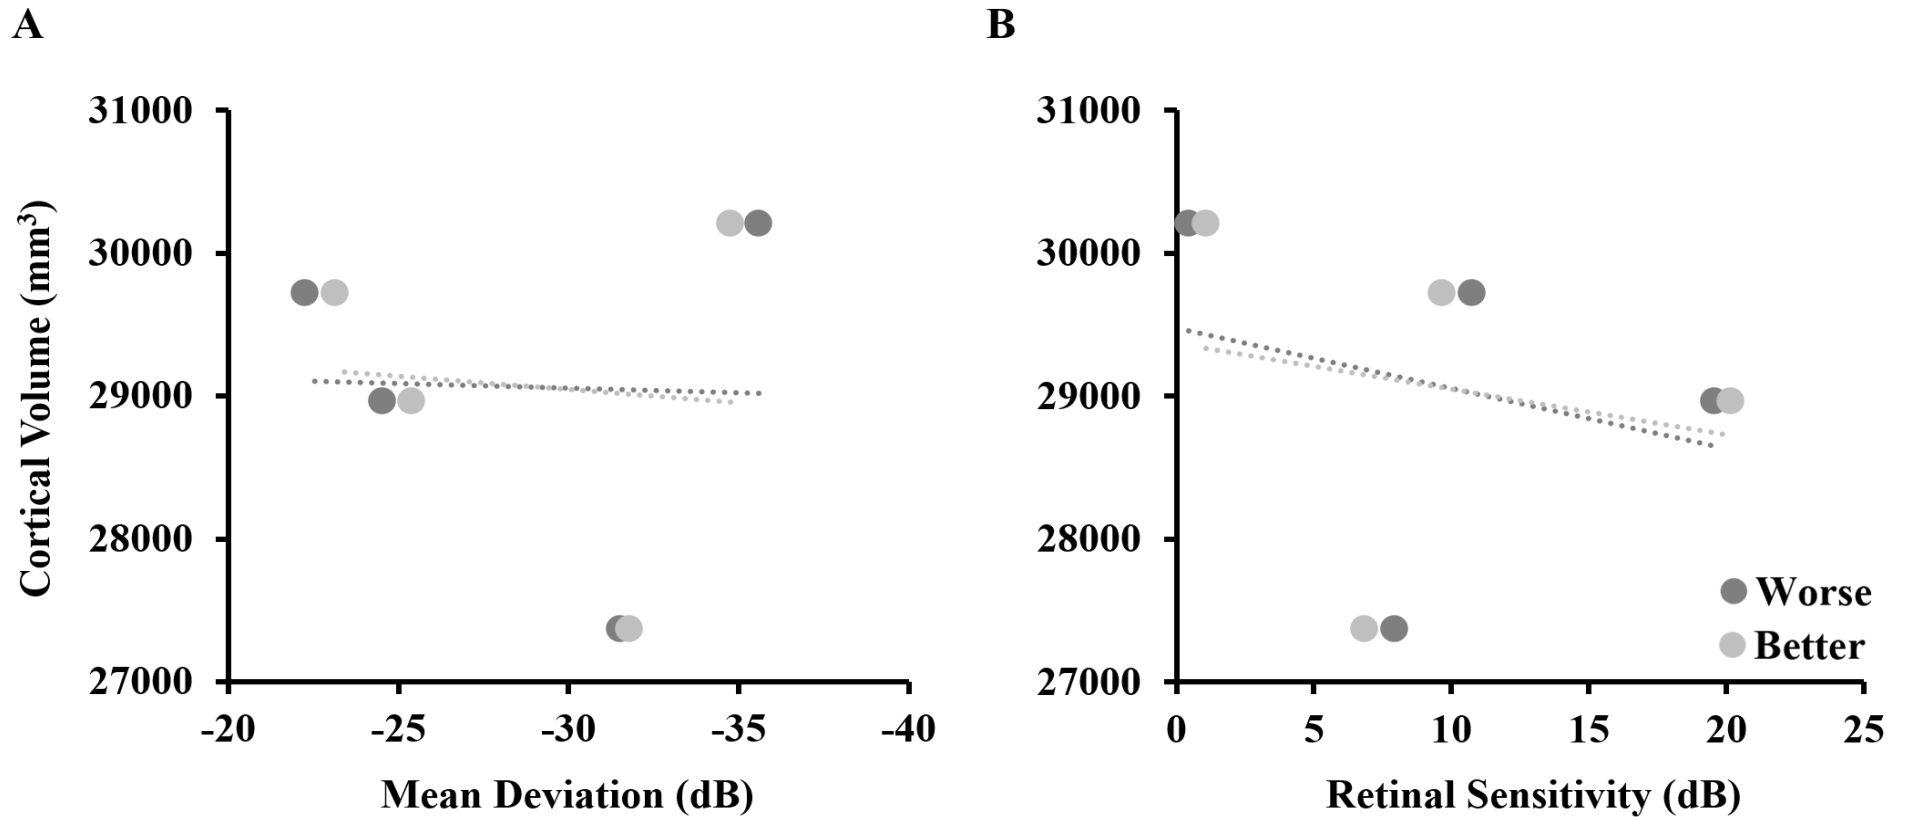 A
B
Cortical Volume (mm³)
31000
30000
29000
28000
27000
-20 -25 -30 -35 -40
Mean Deviation (dB)
31000
30000
29000
28000
27000
0 5 10 15 20 25
Retinal Sensitivity (dB)
Worse
Better